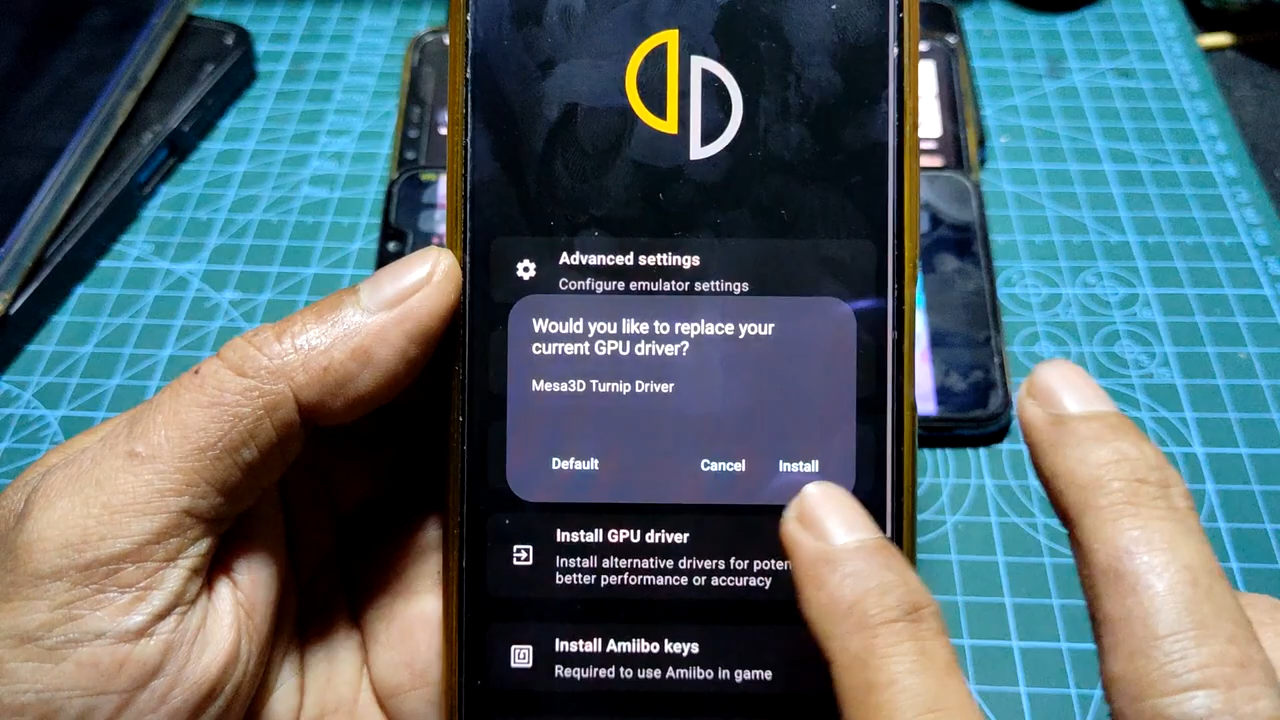 Advanced settings
Configure emulator settings
Would you like to replace your
current GPU driver?
Mesa3D Turnip Driver
Default
Cancel
Install
Install GPU driver
Install alternative drivers for poten
better performance or accuracy
Install Amiibo keys
Required to use Amiibo in game